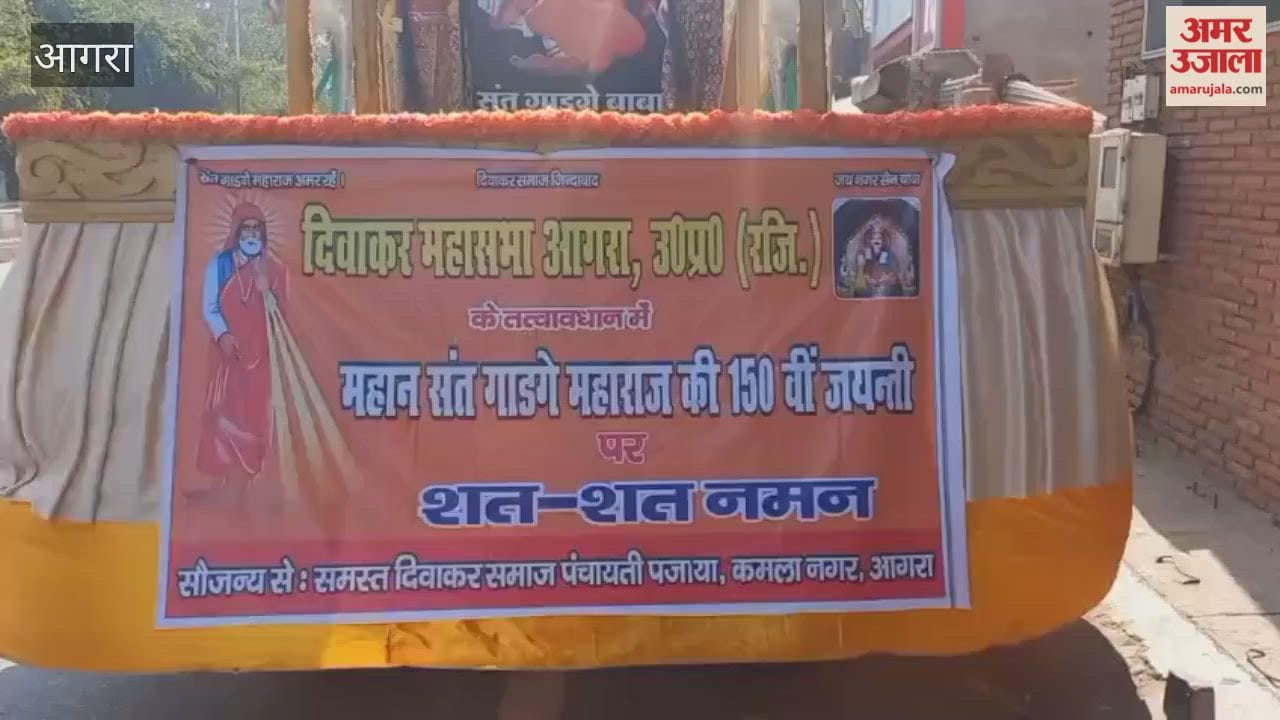 आगरा
अमर
उजाला
amarujala.com
संत गाडगे बाबा
संत गाडगे महाराज अमर रहें।
दिवाकर समाज जिन्दाबाद
जय नगर सेन बाबा
दिवाकर महासभा आगरा, उ0प्र0 (रजि.)
के तत्वावधान में
महान संत गाडगे महाराज की 150 वीं जयन्ती
पर
शत-शत नमन
सौजन्य से : समस्त दिवाकर समाज पंचायती पजाया, कमला नगर, आगरा